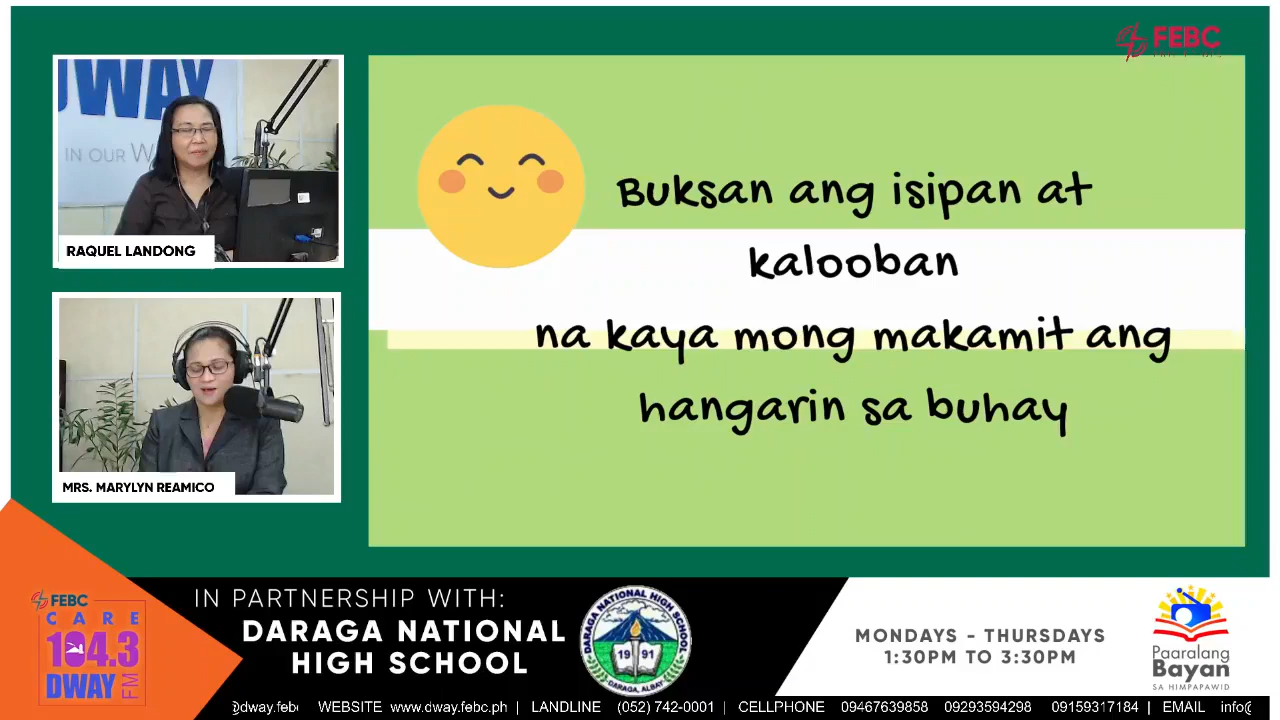 FEBC
DWAY
IN OUR W
RAQUEL LANDONG
MRS. MARYLYN REAMICO
Buksan ang isipan at
kalooban
na kaya mong makamit ang
hangarin sa buhay
FEBC
CARE
104.3
DWAY FM
IN PARTNERSHIP WITH:
DARAGA NATIONAL
HIGH SCHOOL
DARAGA NATIONAL HIGH SCHOOL
1991
DARAGA, ALBAY
MONDAYS - THURSDAYS
1:30PM TO 3:30PM
Paaralang
Bayan
SA HIMPAPAWID
@dway.febc WEBSITE www.dway.febc.ph | LANDLINE (052) 742-0001 | CELLPHONE 09467639858 09293594298 09159317184 | EMAIL info@